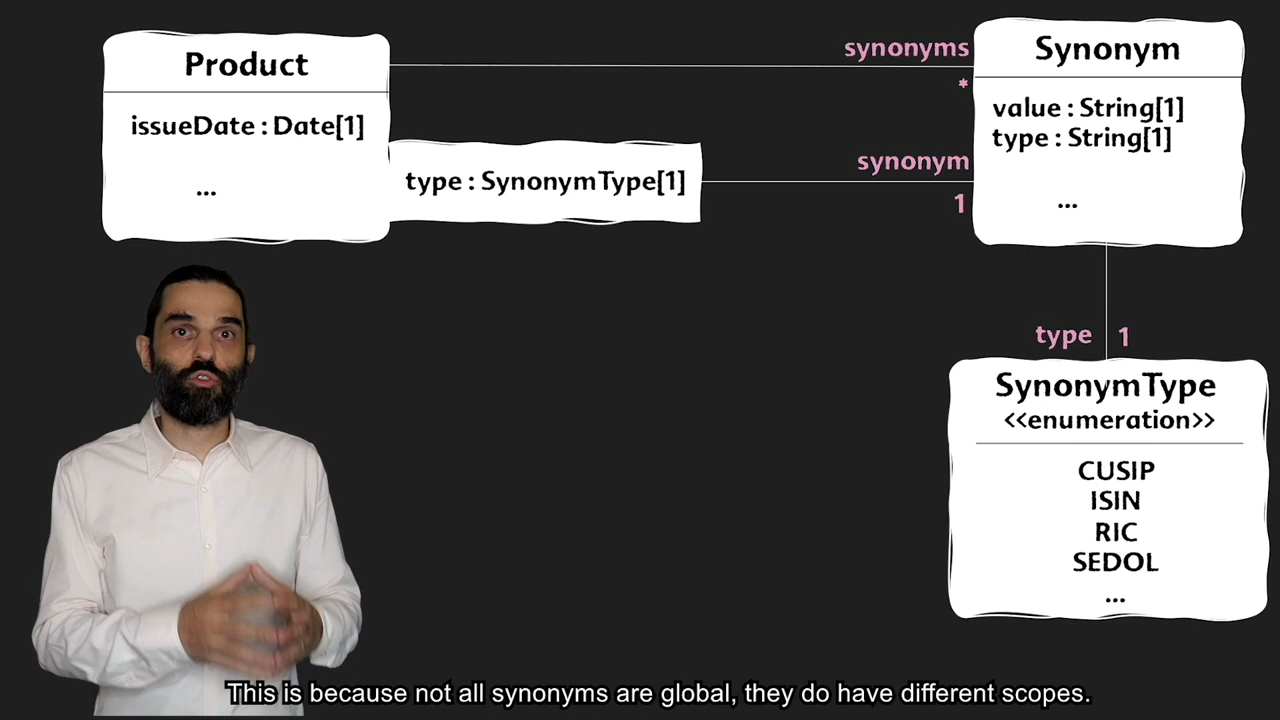 Product
issueDate : Date[1]
...
type : SynonymType[1]
synonyms
*
synonym
1
Synonym
value : String[1]
type : String[1]
...
type 1
SynonymType
<<enumeration>>
CUSIP
ISIN
RIC
SEDOL
...
This is because not all synonyms are global, they do have different scopes.